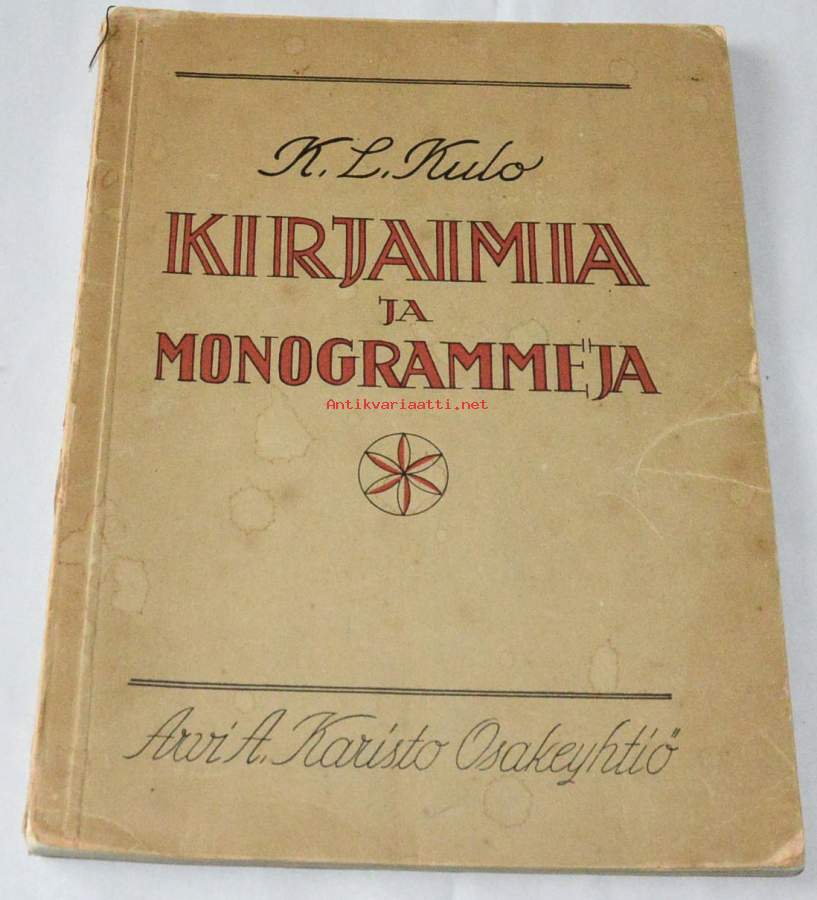 K. L. Kulo
KIRJAIMIA
JA
MONOGRAMMEJA
Antikvariaatti.net
Arvi A. Karisto Osakeyhtiö